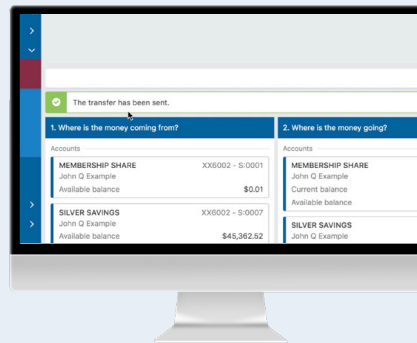 The transfer has been sent.
1. Where is the money coming from?
Accounts
MEMBERSHIP SHARE XX6002 - S:0001
John Q Example
Available balance $0.01
SILVER SAVINGS XX6002 - S:0007
John Q Example
Available balance $45,362.52
2. Where is the money going?
Accounts
MEMBERSHIP SHARE
John Q Example
Current balance
Available balance
SILVER SAVINGS
John Q Example